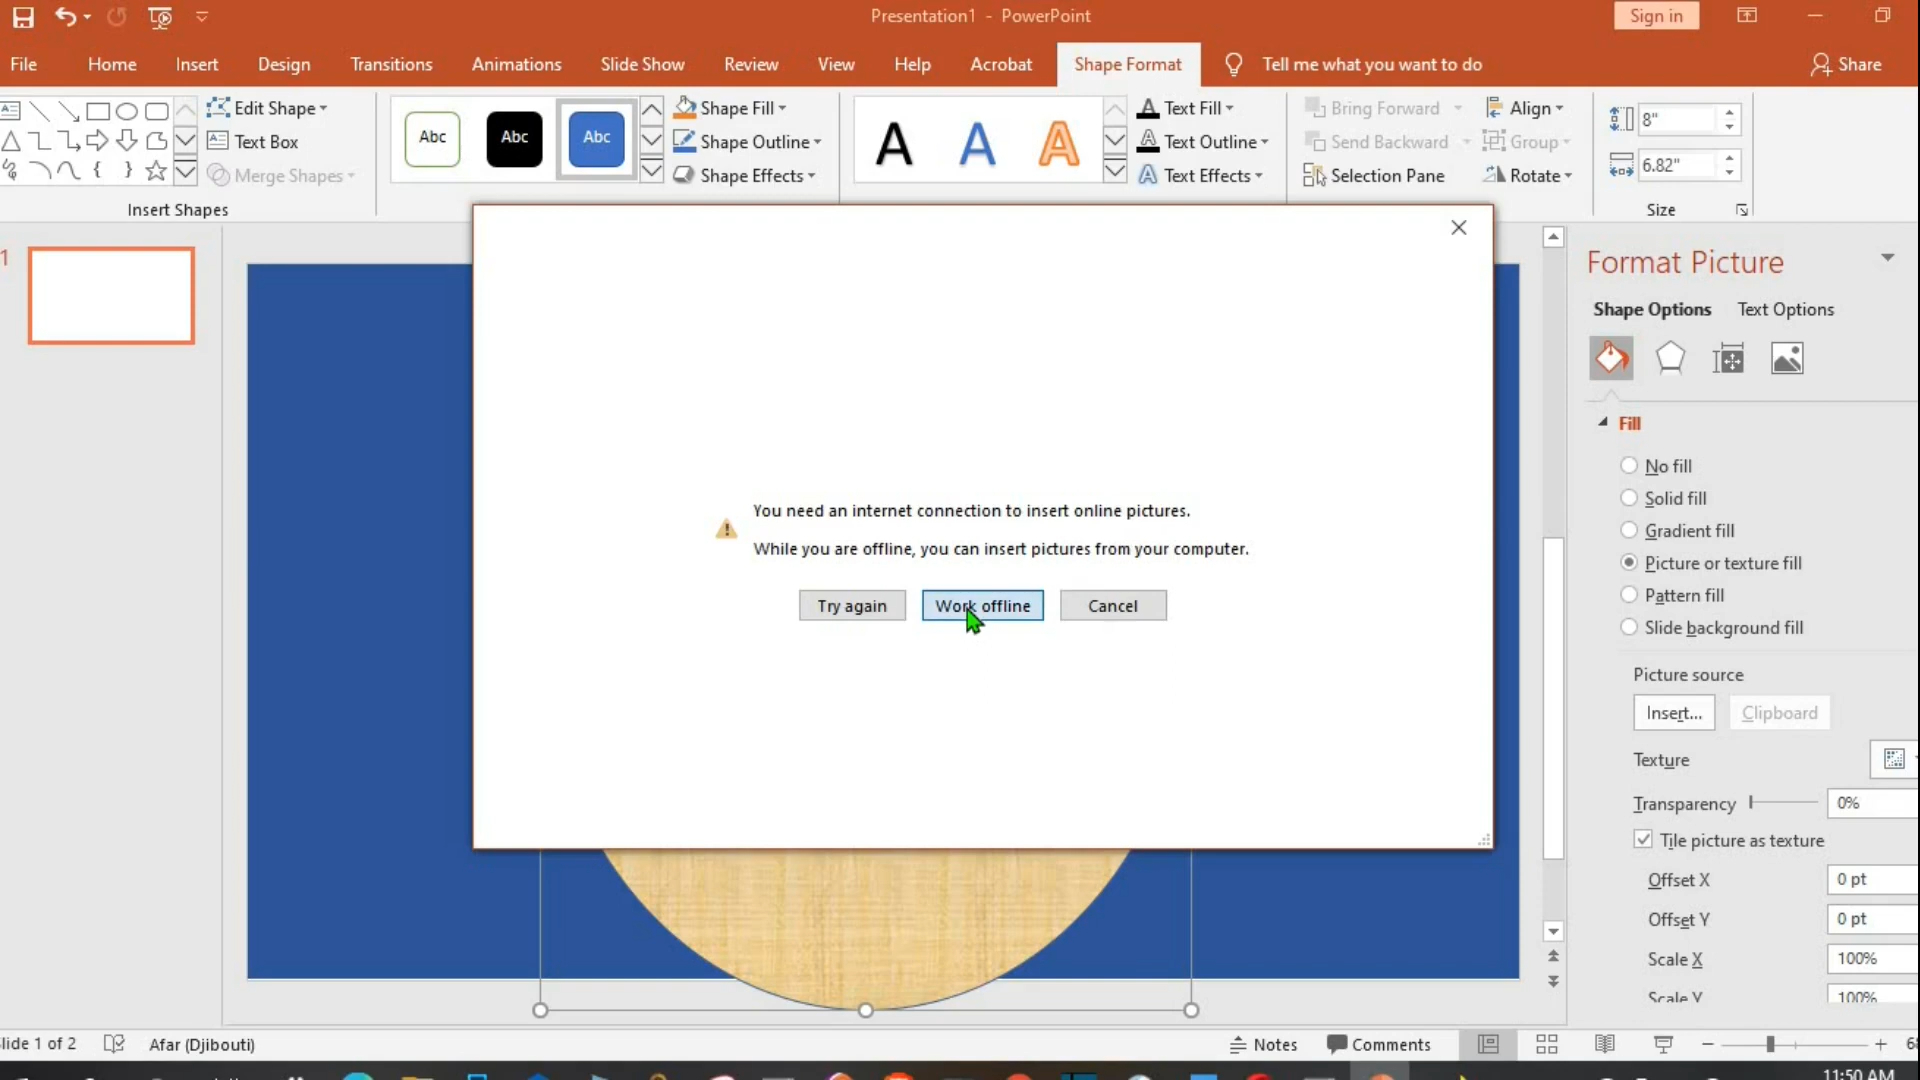 Presentation1 - PowerPoint
Sign in
File Home Insert Design Transitions Animations Slide Show Review View Help Acrobat Shape Format Tell me what you want to do Share
Edit Shape
Text Box
Merge Shapes
Insert Shapes
Abc Abc Abc
Shape Fill
Shape Outline
Shape Effects
A A A
Text Fill
Text Outline
Text Effects
Bring Forward
Send Backward
Selection Pane
Align
Group
Rotate
8"
6.82"
Size
1
You need an internet connection to insert online pictures.
While you are offline, you can insert pictures from your computer.
Try again Work offline Cancel
Format Picture
Shape Options Text Options
Fill
No fill
Solid fill
Gradient fill
Picture or texture fill
Pattern fill
Slide background fill
Picture source
Insert... Clipboard
Texture
Transparency 0%
Tile picture as texture
Offset X 0 pt
Offset Y 0 pt
Scale X 100%
Scale Y 100%
lide 1 of 2 Afar (Djibouti) Notes Comments
11:50 AM